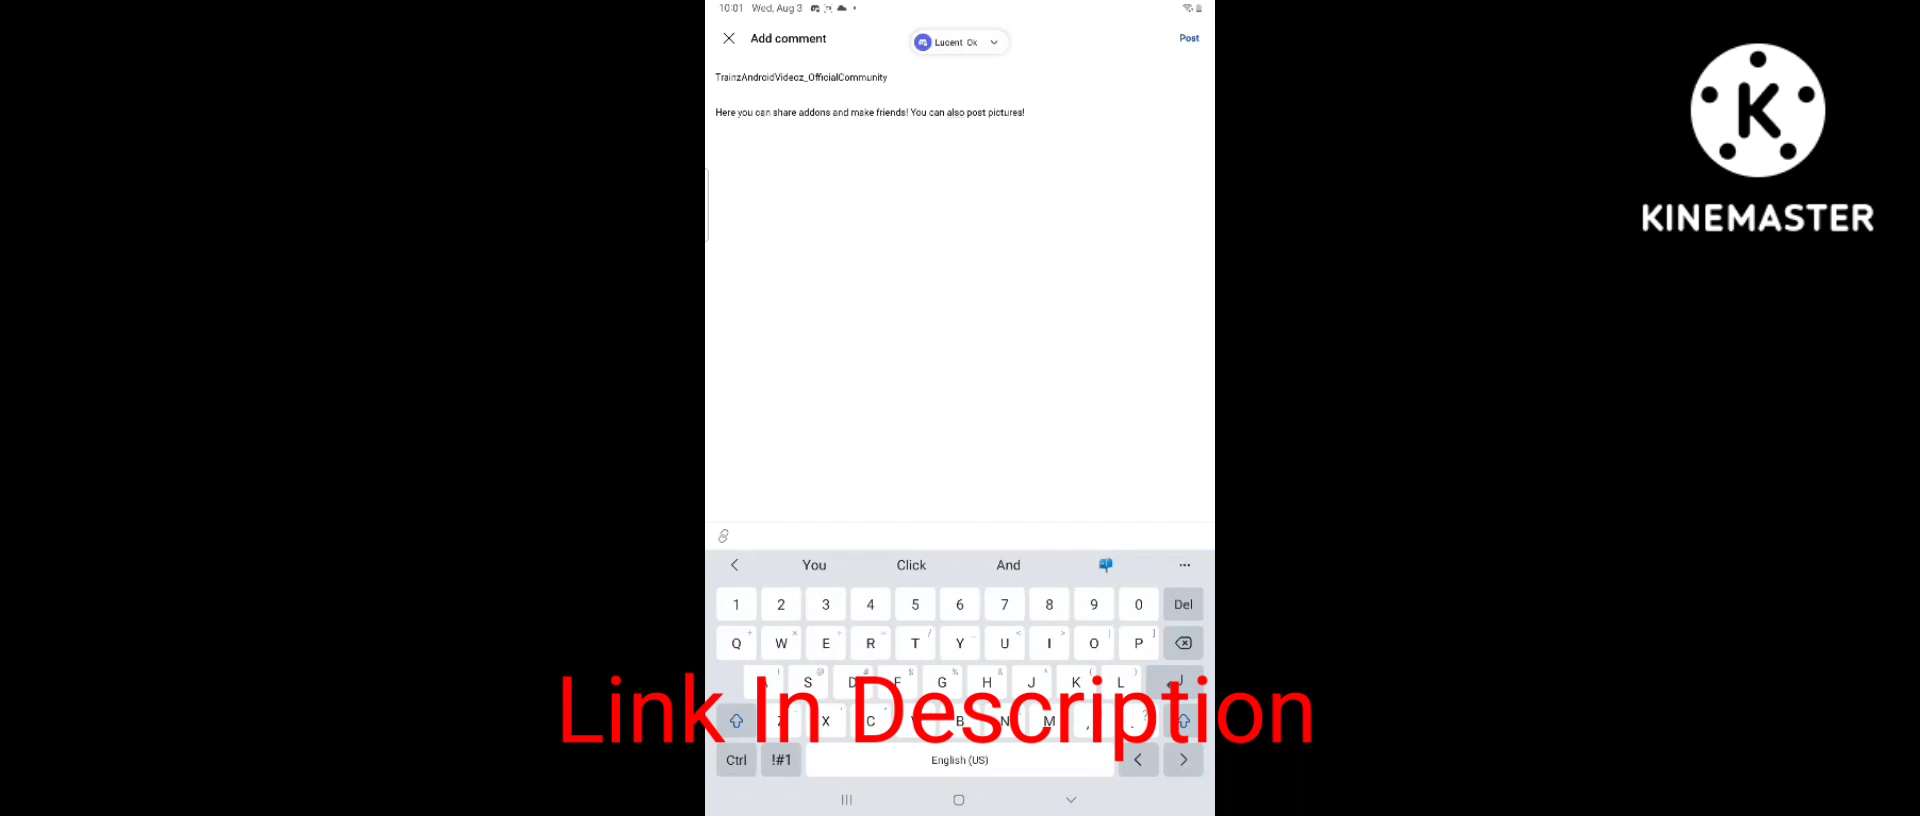 10:01 Wed, Aug 3
Add comment
Lucent Ok
Post
TrainzAndroidVideoz_OfficialCommunity
Here you can share addons and make friends! You can also post pictures!
K
KINEMASTER
You Click And
1 2 3 4 5 6 7 8 9 0 Del
Q W E R T Y U I O P
A S D F G H J K L
Link In Description
Z X C V B N M , .
Ctrl !#1 English (US) < >